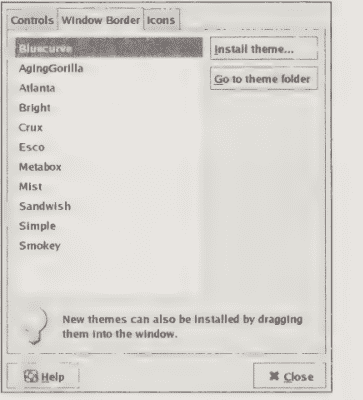 Controls Window Border Icons
Bluecurve
AgingGorilla
Atlanta
Bright
Crux
Esco
Metabox
Mist
Sandwish
Simple
Smokey
Install theme...
Go to theme folder
New themes can also be installed by dragging
them into the window.
Help
Close